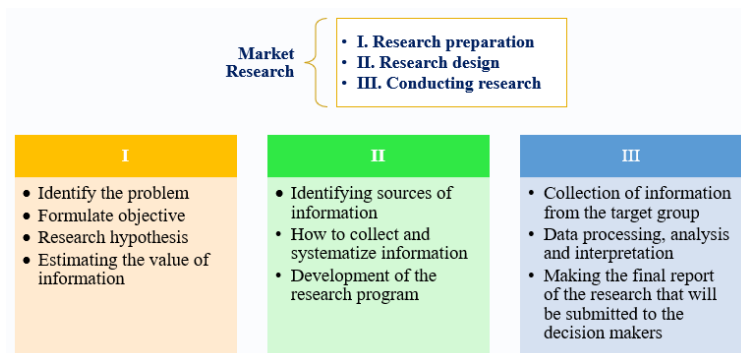 Market
Research
• I. Research preparation
• II. Research design
• III. Conducting research
I
• Identify the problem
• Formulate objective
• Research hypothesis
• Estimating the value of
information
II
• Identifying sources of
information
• How to collect and
systematize information
• Development of the
research program
III
• Collection of information
from the target group
• Data processing, analysis
and interpretation
• Making the final report
of the research that will
be submitted to the
decision makers